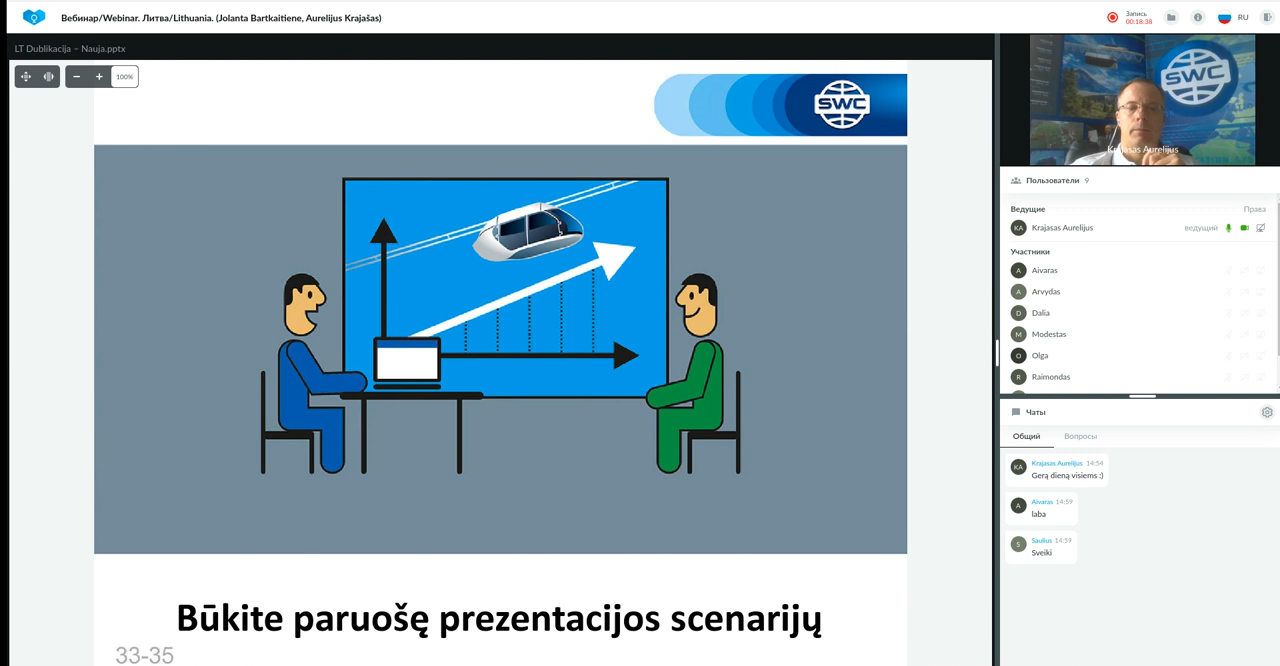 Вебинар/Webinar. Литва/Lithuania. (Jolanta Bartkaitiene, Aurelijus Krajašas)
Запись
00:18:38
RU
LT Dublikacija – Nauja.pptx
100%
SWC
SWC
Krajasas Aurelijus
Пользователи 9
Ведущие Права
KA Krajasas Aurelijus ведущий
Участники
A Aivaras
A Arvydas
D Dalia
M Modestas
O Olga
R Raimondas
Чаты
Общий Вопросы
KA Krajasas Aurelijus 14:54
Gerą dieną visiems :)
A Aivaras 14:59
laba
S Saulius 14:59
Sveiki
Būkite paruošę prezentacijos scenarijų
33-35